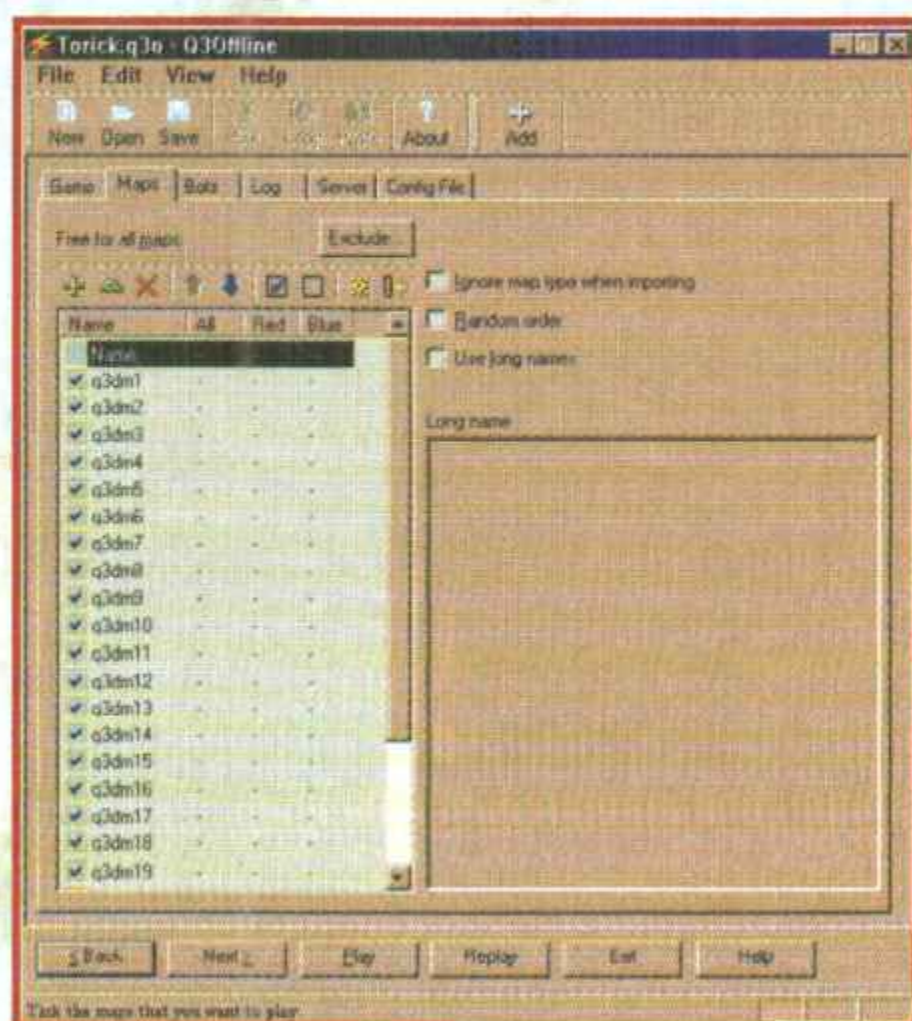 Torick.q3o - Q3Offline
File Edit View Help
New Open Save About Add
Game Maps Bots Log Server Config File
Free for all maps Exclude...
Ignore map type when importing
Random order
Use long names
Name All Red Blue
Name
q3dm1 - - -
q3dm2 - - -
q3dm3 - - -
q3dm4 - - -
q3dm5 - - -
q3dm6 - - -
q3dm7 - - -
q3dm8 - - -
q3dm9 - - -
q3dm10 - - -
q3dm11 - - -
q3dm12 - - -
q3dm13 - - -
q3dm14 - - -
q3dm15 - - -
q3dm16 - - -
q3dm17 - - -
q3dm18 - - -
q3dm19 - - -
Long name
< Back Next > Play Replay Exit Help
Tick the maps that you want to play